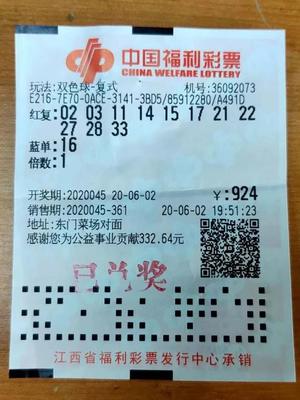 中国福利彩票
CHINA WELFARE LOTTERY
玩法:双色球-复式 机号:36092073
E216-7E70-0ACE-3141-3BD5/85912280/A491D
红复:02 03 11 14 15 17 21 22
27 28 33
蓝单:16
倍数:1
开奖期:2020045 20-06-02 ￥:924
销售期:2020045-361 20-06-02 19:51:23
地址:东门菜场对面
感谢您为公益事业贡献332.64元
已兑奖
江西省福利彩票发行中心承销